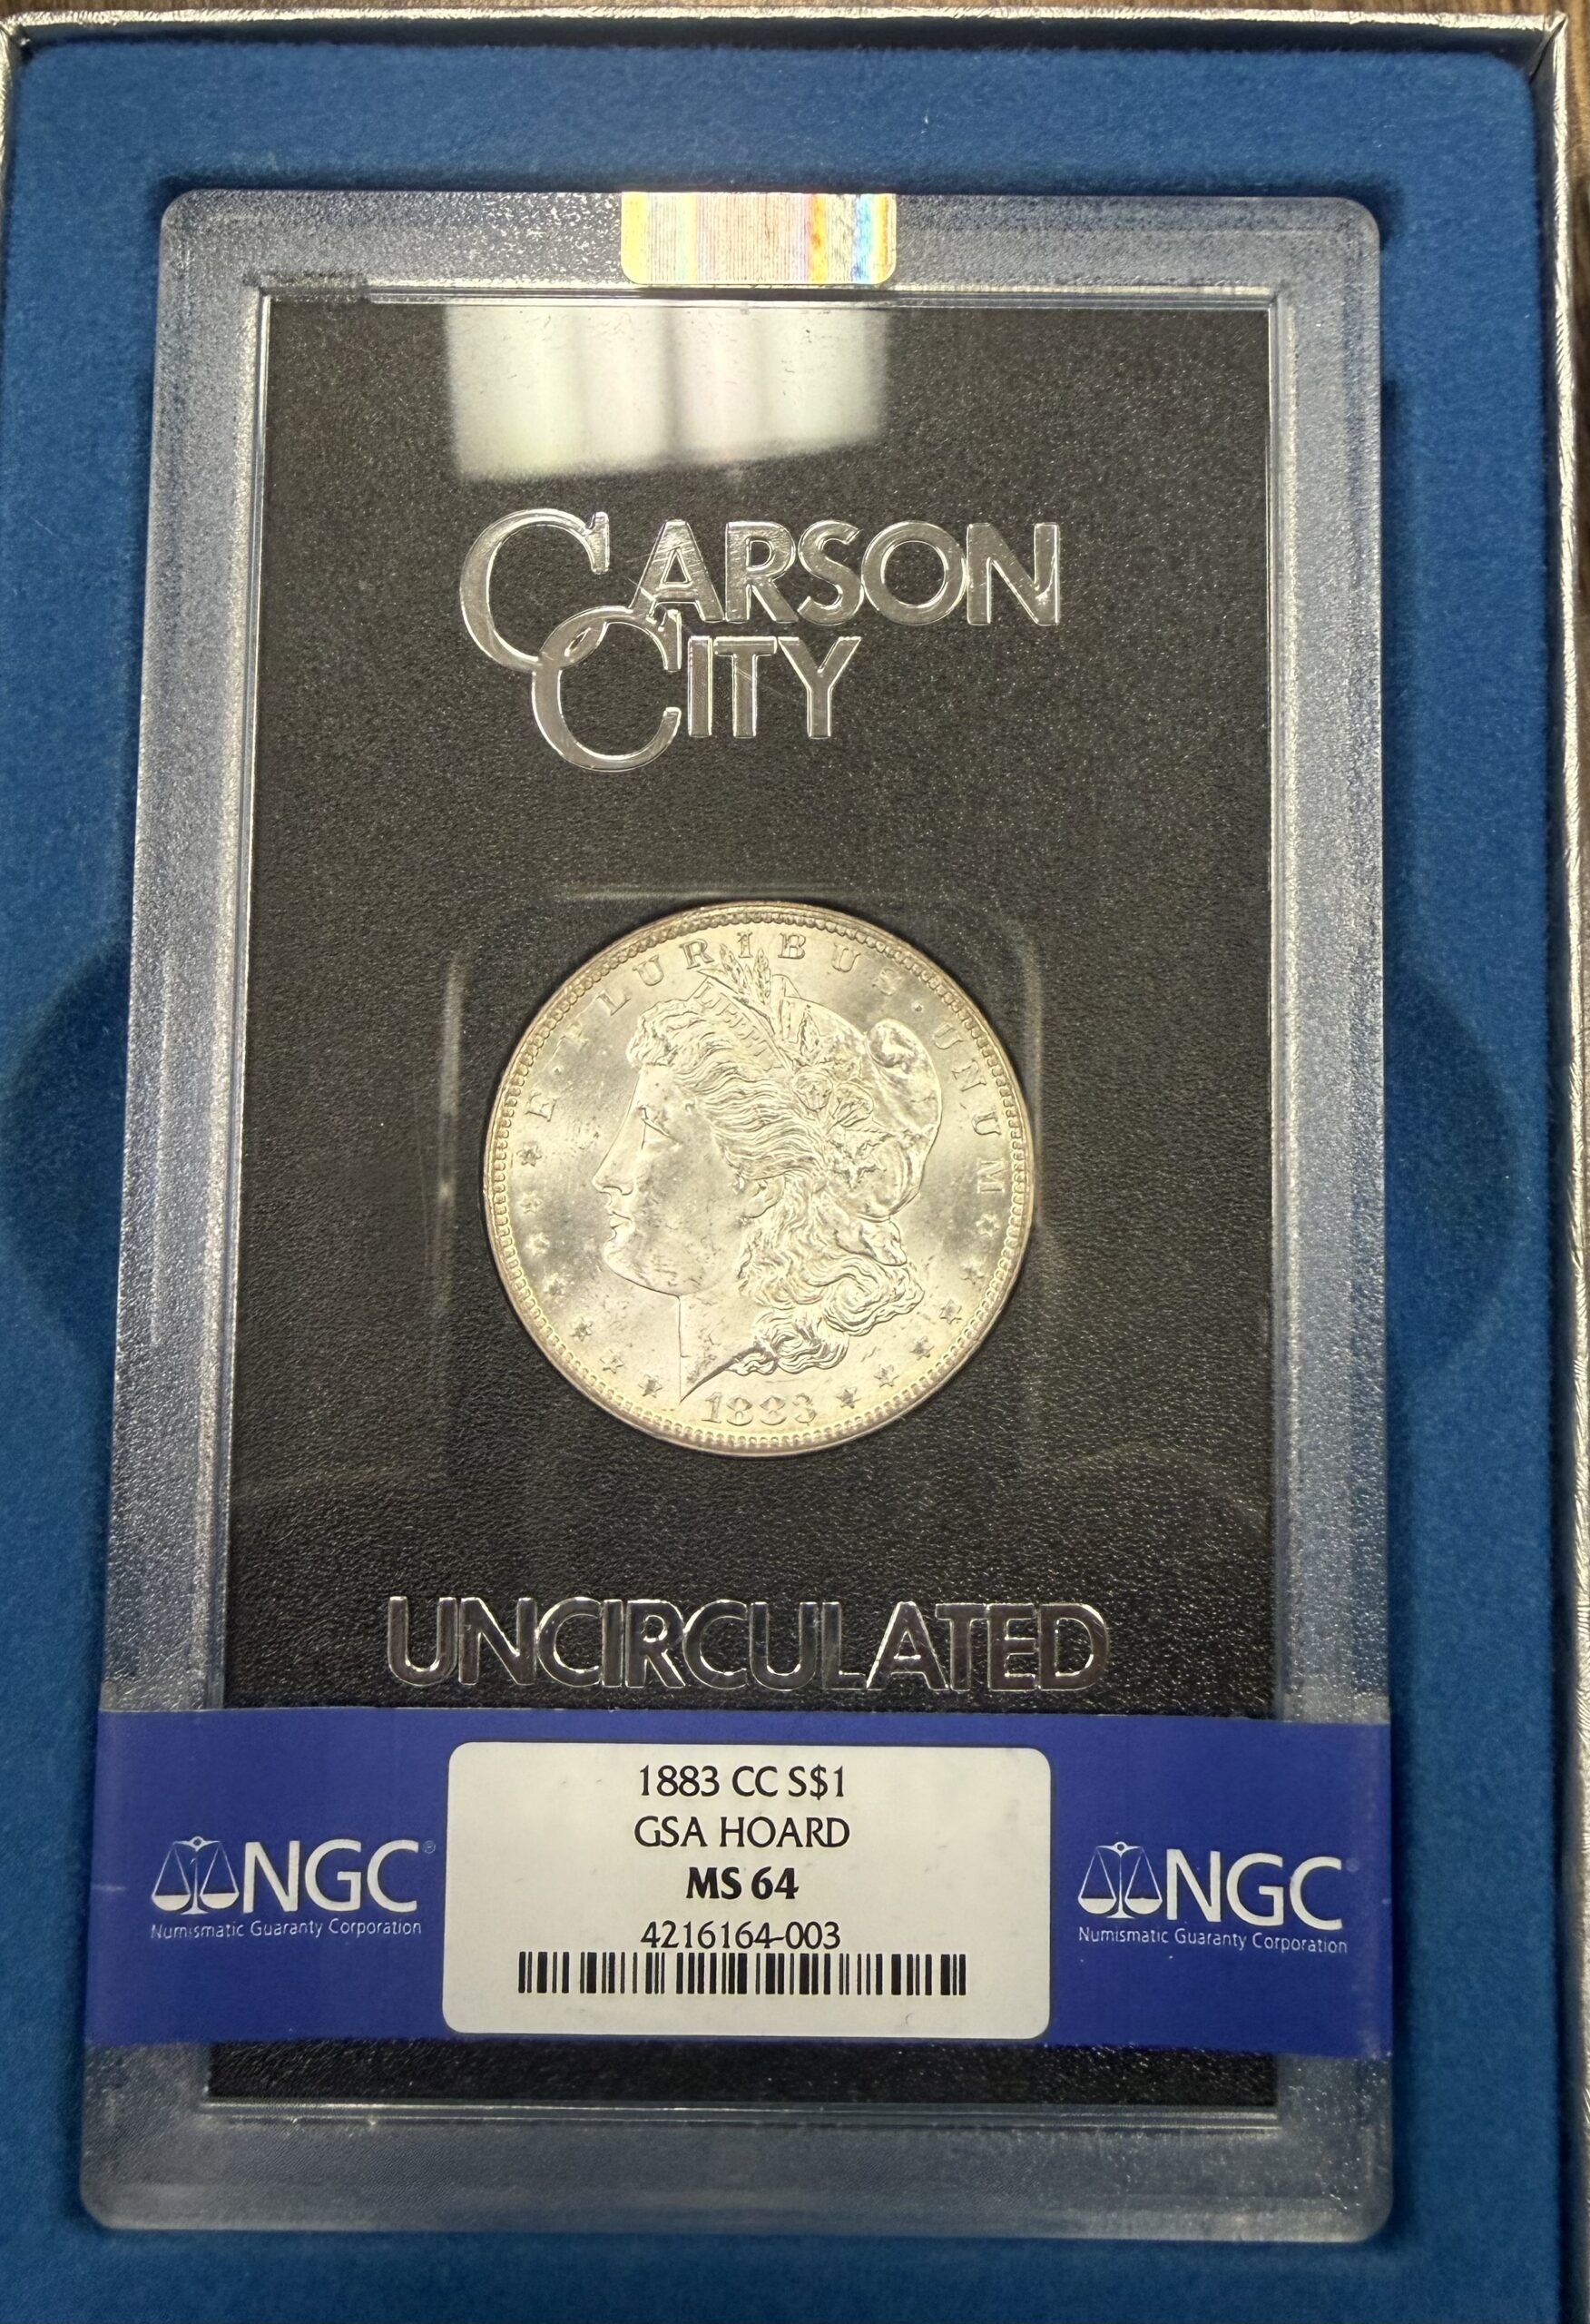 CARSON
CITY
E·PLURIBUS·UNUM
1883
UNCIRCULATED
1883 CC S$1
GSA HOARD
MS 64
4216164-003
NGC®
Numismatic Guaranty Corporation
NGC
Numismatic Guaranty Corporation